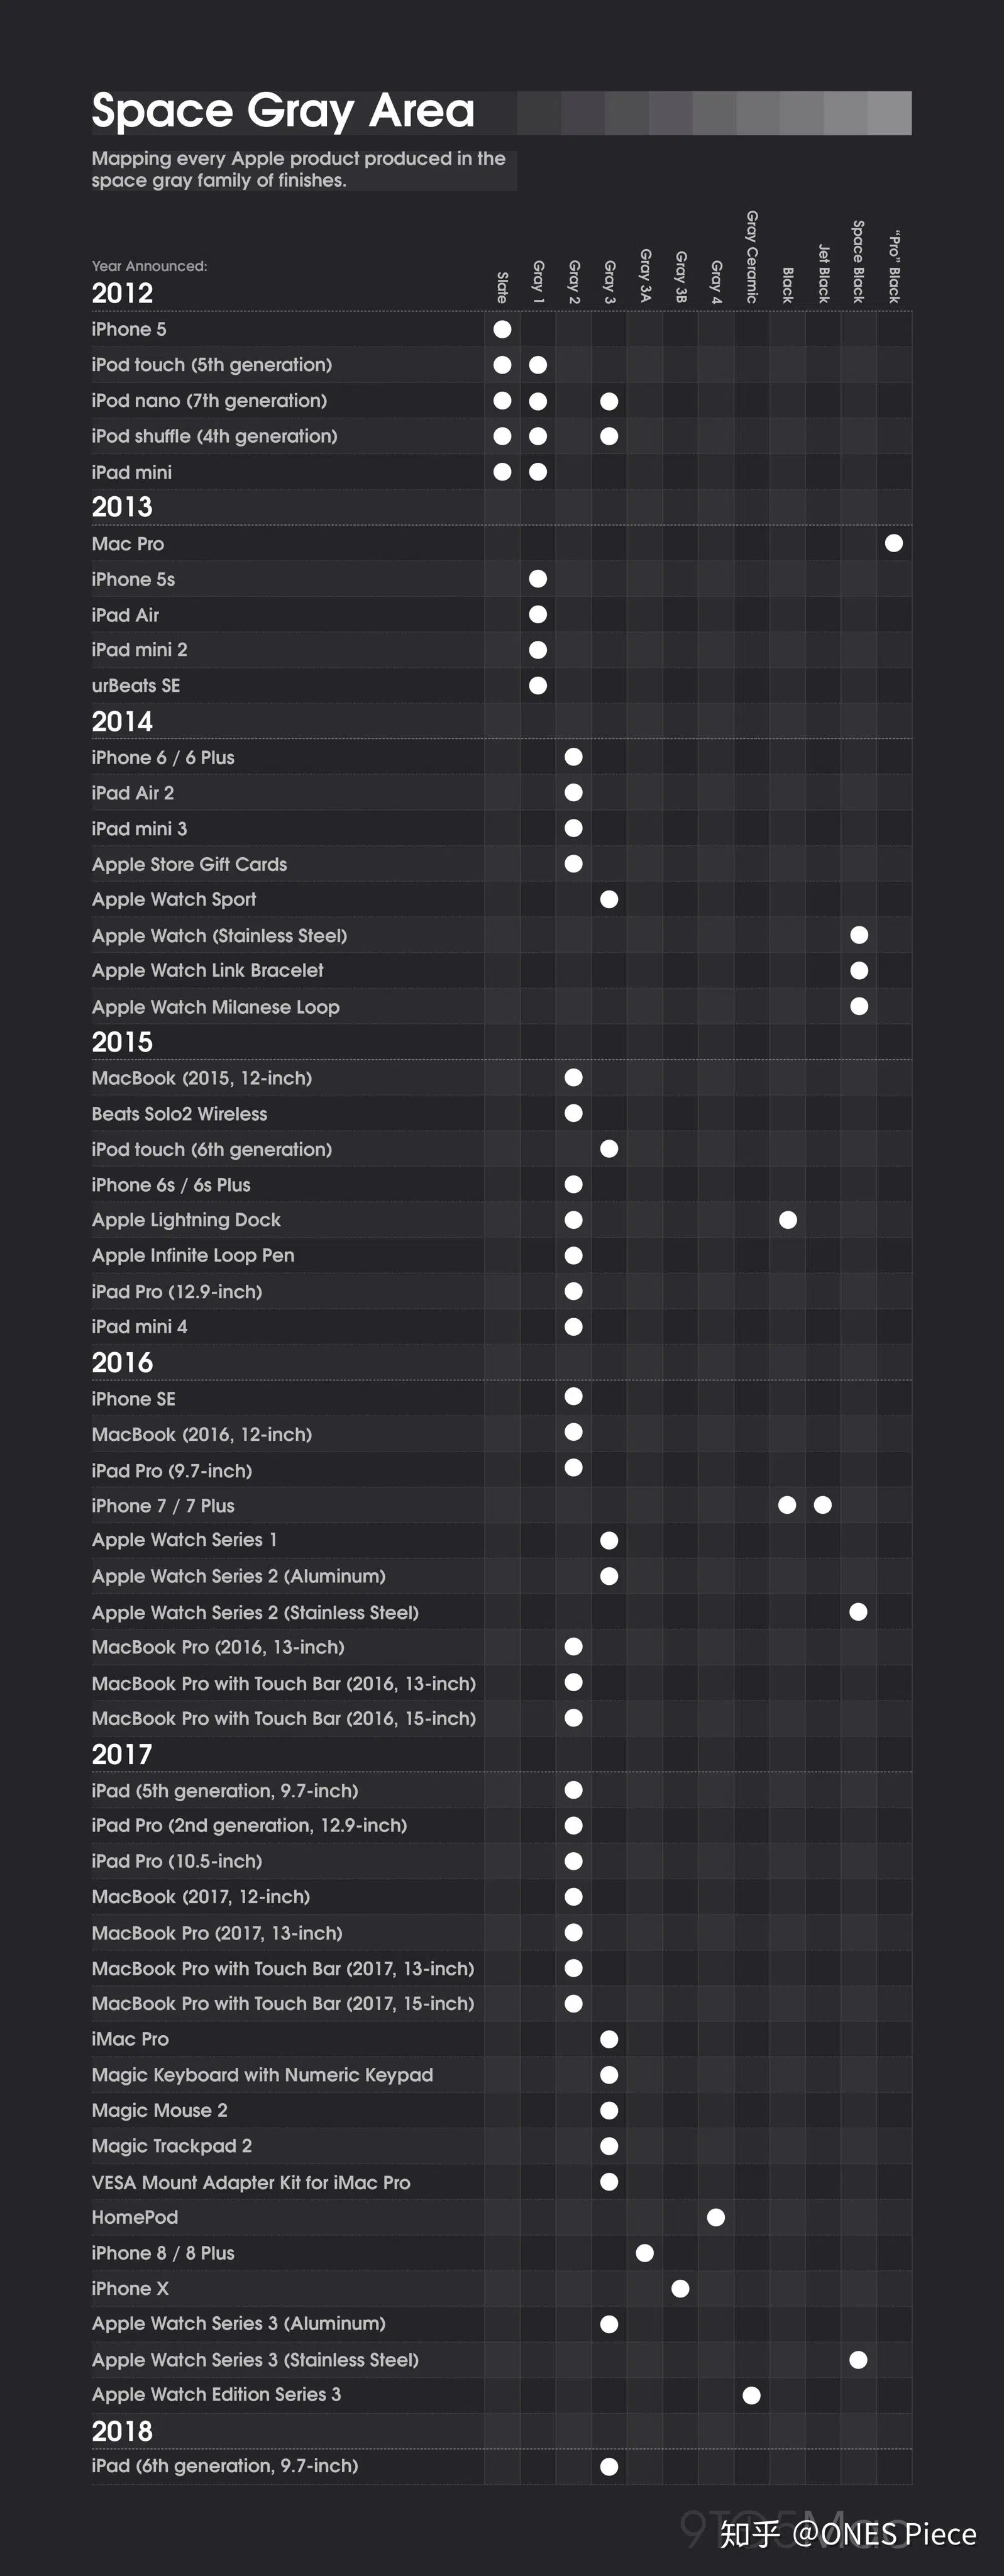 Space Gray Area
Mapping every Apple product produced in the
space gray family of finishes.
Year Announced:
2012
Slate
Gray 1
Gray 2
Gray 3
Gray 3A
Gray 3B
Gray 4
Gray Ceramic
Black
Jet Black
Space Black
"Pro" Black
iPhone 5
iPod touch (5th generation)
iPod nano (7th generation)
iPod shuffle (4th generation)
iPad mini
2013
Mac Pro
iPhone 5s
iPad Air
iPad mini 2
urBeats SE
2014
iPhone 6 / 6 Plus
iPad Air 2
iPad mini 3
Apple Store Gift Cards
Apple Watch Sport
Apple Watch (Stainless Steel)
Apple Watch Link Bracelet
Apple Watch Milanese Loop
2015
MacBook (2015, 12-inch)
Beats Solo2 Wireless
iPod touch (6th generation)
iPhone 6s / 6s Plus
Apple Lightning Dock
Apple Infinite Loop Pen
iPad Pro (12.9-inch)
iPad mini 4
2016
iPhone SE
MacBook (2016, 12-inch)
iPad Pro (9.7-inch)
iPhone 7 / 7 Plus
Apple Watch Series 1
Apple Watch Series 2 (Aluminum)
Apple Watch Series 2 (Stainless Steel)
MacBook Pro (2016, 13-inch)
MacBook Pro with Touch Bar (2016, 13-inch)
MacBook Pro with Touch Bar (2016, 15-inch)
2017
iPad (5th generation, 9.7-inch)
iPad Pro (2nd generation, 12.9-inch)
iPad Pro (10.5-inch)
MacBook (2017, 12-inch)
MacBook Pro (2017, 13-inch)
MacBook Pro with Touch Bar (2017, 13-inch)
MacBook Pro with Touch Bar (2017, 15-inch)
iMac Pro
Magic Keyboard with Numeric Keypad
Magic Mouse 2
Magic Trackpad 2
VESA Mount Adapter Kit for iMac Pro
HomePod
iPhone 8 / 8 Plus
iPhone X
Apple Watch Series 3 (Aluminum)
Apple Watch Series 3 (Stainless Steel)
Apple Watch Edition Series 3
2018
iPad (6th generation, 9.7-inch)
9TO5Mac
知乎 @ONES Piece